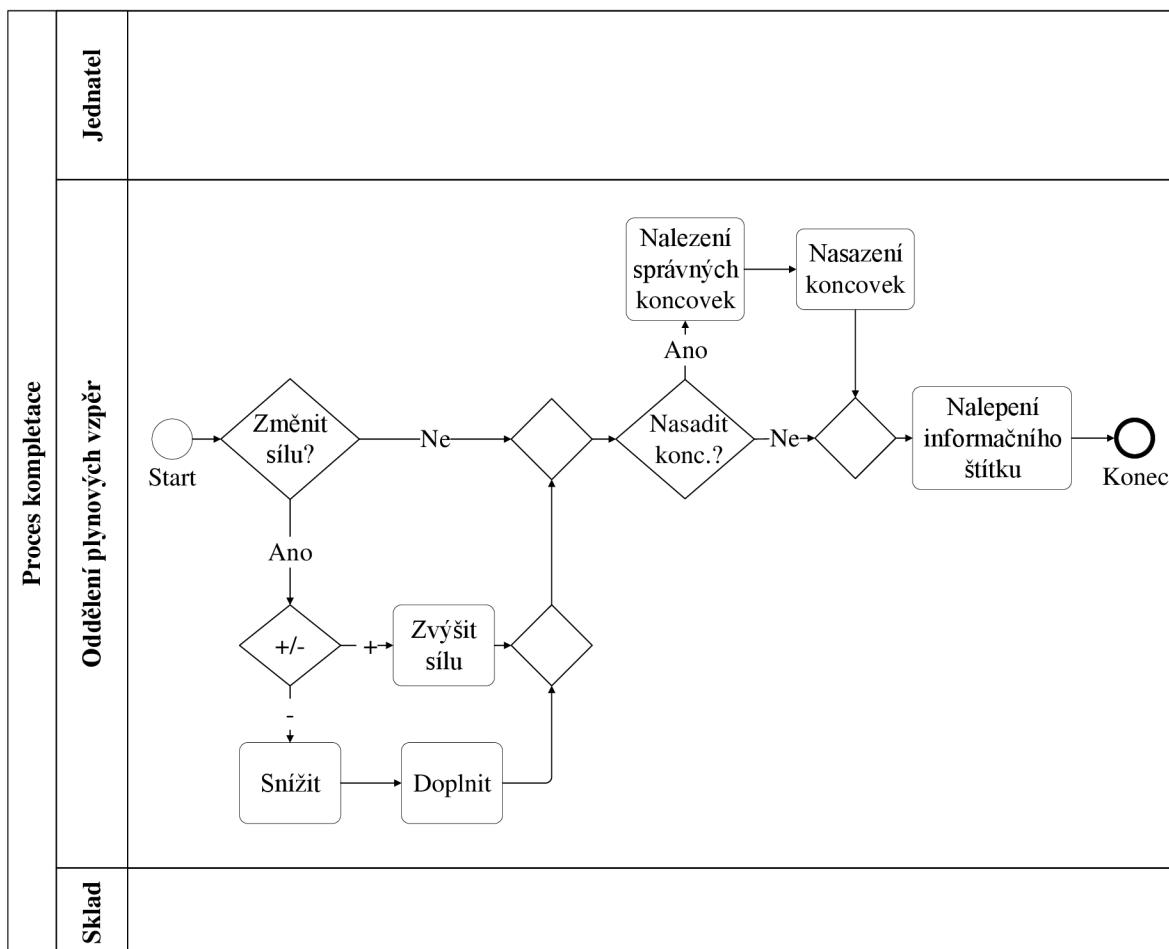 Proces kompletace
Jednatel
Oddělení plynových vzpěr
Sklad
Start
Změnit
sílu?
Ne
Ano
+/-
+
Zvýšit
sílu
-
Snížit
Doplnit
Nasadit
konc.?
Ano
Nalezení
správných
koncovek
Nasazení
koncovek
Ne
Nalepení
informačního
štítku
Konec